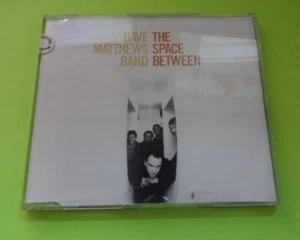 DAVE THE
MATTHEWS SPACE
BAND BETWEEN